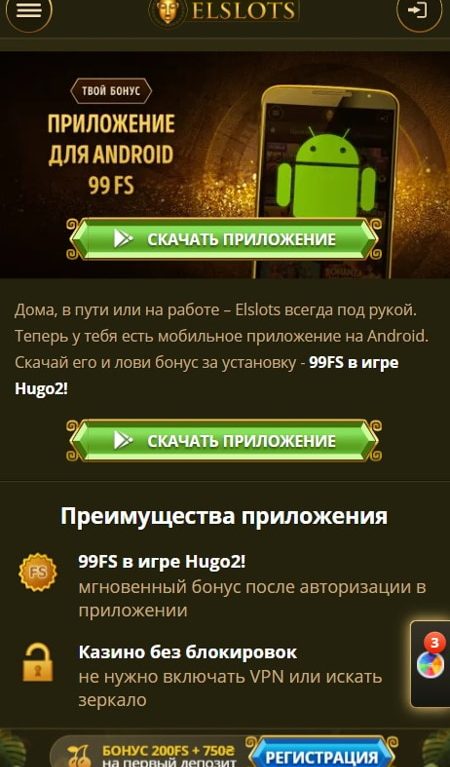 ELSLOTS
ТВОЙ БОНУС
ПРИЛОЖЕНИЕ
ДЛЯ ANDROID
99 FS
СКАЧАТЬ ПРИЛОЖЕНИЕ
Дома, в пути или на работе – Elslots всегда под рукой.
Теперь у тебя есть мобильное приложение на Android.
Скачай его и лови бонус за установку - 99FS в игре
Hugo2!
СКАЧАТЬ ПРИЛОЖЕНИЕ
Преимущества приложения
FS
99FS в игре Hugo2!
мгновенный бонус после авторизации в
приложении
3
Казино без блокировок
не нужно включать VPN или искать
зеркало
БОНУС 200FS + 750₴
на первый депозит
РЕГИСТРАЦИЯ